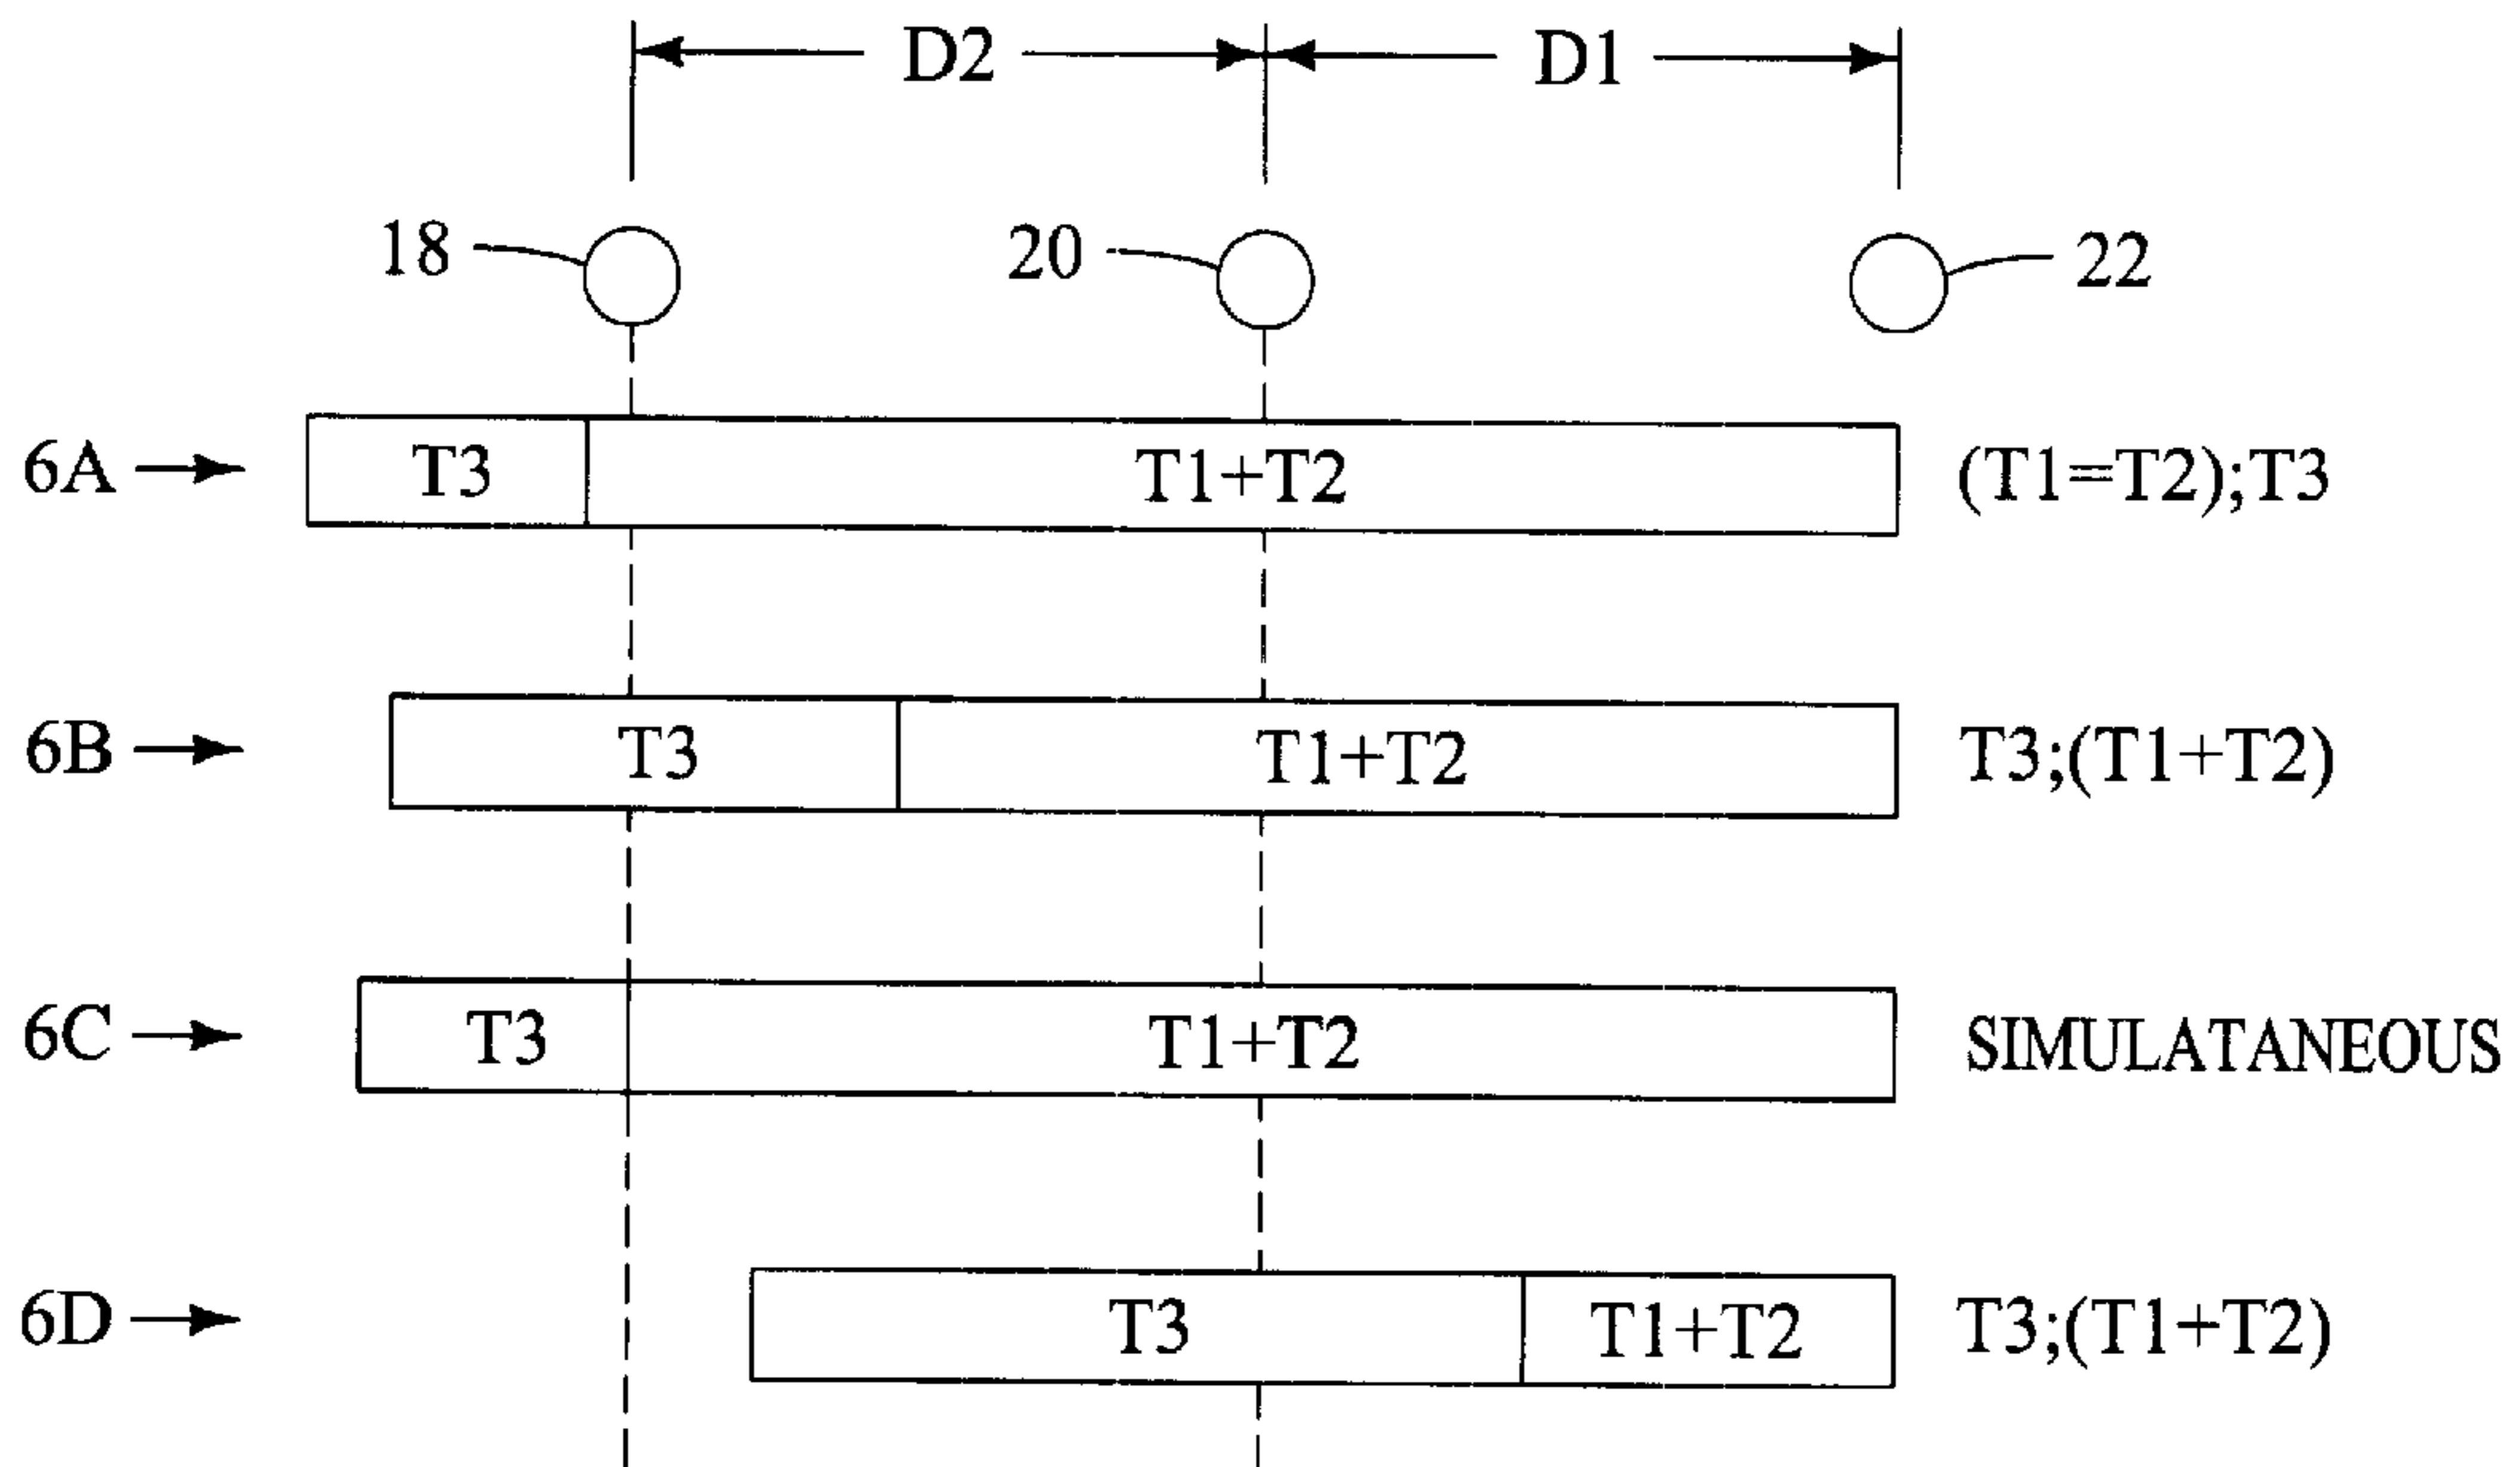 D2 D1
18 20 22
6A T3 T1+T2 (T1=T2);T3
6B T3 T1+T2 T3;(T1+T2)
6C T3 T1+T2 SIMULATANEOUS
6D T3 T1+T2 T3;(T1+T2)